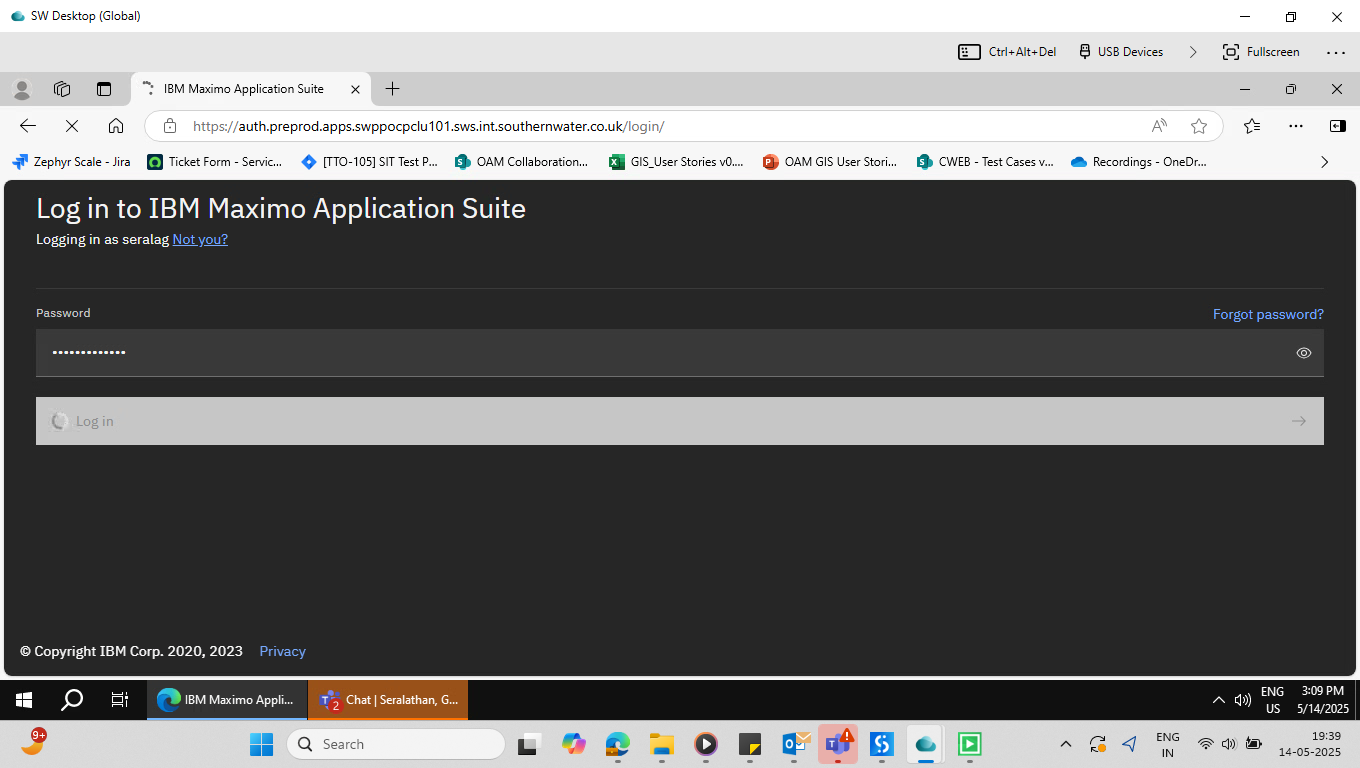 SW Desktop (Global)
Ctrl+Alt+Del USB Devices Fullscreen
IBM Maximo Application Suite
https://auth.preprod.apps.swppocpclu101.sws.int.southernwater.co.uk/login/
Zephyr Scale - Jira Ticket Form - Servic... [TTO-105] SIT Test P... OAM Collaboration... GIS_User Stories v0.... OAM GIS User Stori... CWEB - Test Cases v... Recordings - OneDr...
Log in to IBM Maximo Application Suite
Logging in as seralag Not you?
Password Forgot password?
Log in
© Copyright IBM Corp. 2020, 2023 Privacy
IBM Maximo Appli... 2 Chat | Seralathan, G... ENG US 3:09 PM 5/14/2025
9+ Search ENG IN 19:39 14-05-2025